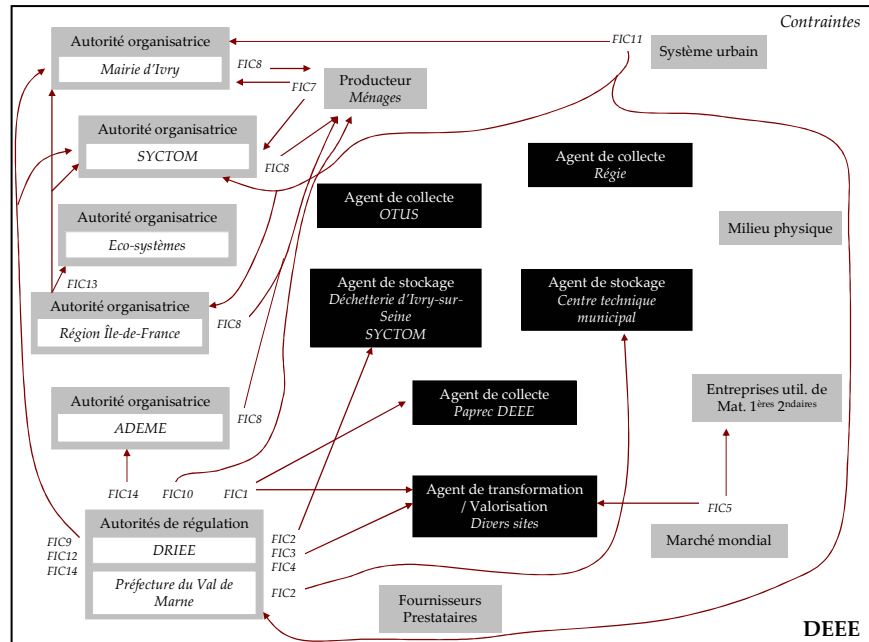 Contraintes
Autorité organisatrice
Mairie d'Ivry
FIC8
FIC7
Producteur
Ménages
FIC11
Système urbain
Autorité organisatrice
SYCTOM
FIC8
Agent de collecte
Régie
Agent de collecte
OTUS
Autorité organisatrice
Eco-systèmes
Milieu physique
FIC13
Autorité organisatrice
Région Île-de-France
FIC8
Agent de stockage
Déchetterie d'Ivry-sur-
Seine
SYCTOM
Agent de stockage
Centre technique
municipal
Autorité organisatrice
ADEME
FIC8
Agent de collecte
Paprec DEEE
Entreprises util. de
Mat. 1ères 2ndaires
FIC14
FIC10
FIC1
Agent de transformation
/ Valorisation
Divers sites
FIC5
Marché mondial
FIC9
FIC12
FIC14
Autorités de régulation
DRIEE
Préfecture du Val de
Marne
FIC2
FIC3
FIC4
FIC2
Fournisseurs
Prestataires
DEEE